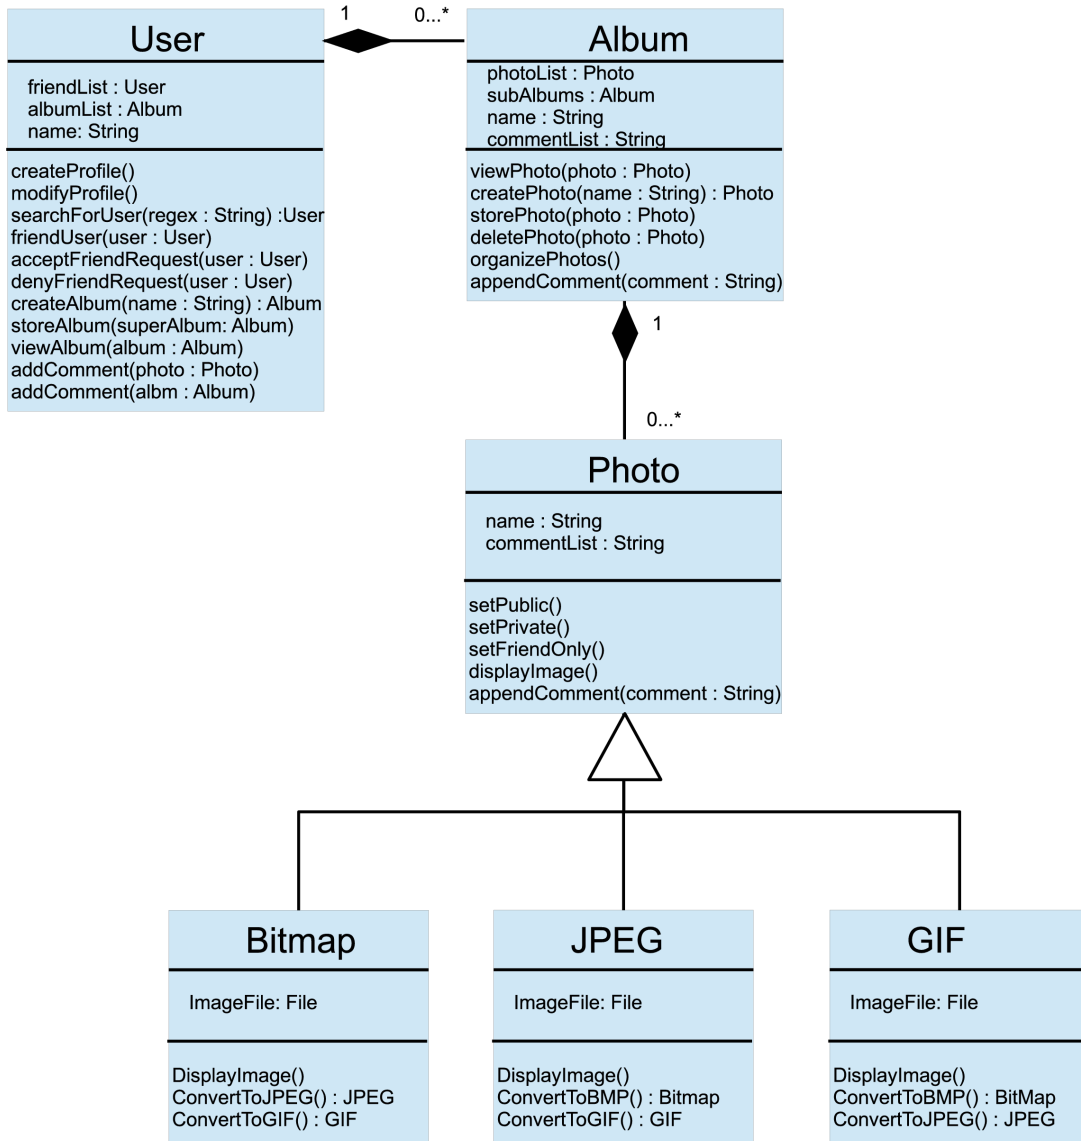 1
0...*
User
friendList : User
albumList : Album
name: String
createProfile()
modifyProfile()
searchForUser(regex : String) :User
friendUser(user : User)
acceptFriendRequest(user : User)
denyFriendRequest(user : User)
createAlbum(name : String) : Album
storeAlbum(superAlbum: Album)
viewAlbum(album : Album)
addComment(photo : Photo)
addComment(albm : Album)
Album
photoList : Photo
subAlbums : Album
name : String
commentList : String
viewPhoto(photo : Photo)
createPhoto(name : String) : Photo
storePhoto(photo : Photo)
deletePhoto(photo : Photo)
organizePhotos()
appendComment(comment : String)
1
0...*
Photo
name : String
commentList : String
setPublic()
setPrivate()
setFriendOnly()
displayImage()
appendComment(comment : String)
Bitmap
ImageFile: File
DisplayImage()
ConvertToJPEG() : JPEG
ConvertToGIF() : GIF
JPEG
ImageFile: File
DisplayImage()
ConvertToBMP() : Bitmap
ConvertToGIF() : GIF
GIF
ImageFile: File
DisplayImage()
ConvertToBMP() : BitMap
ConvertToJPEG() : JPEG